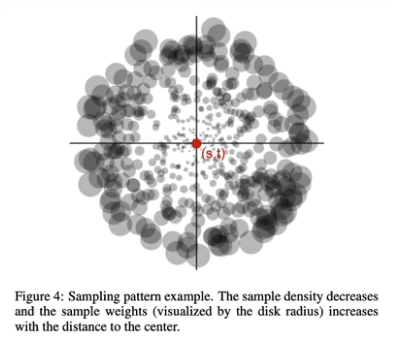 (s,t)
Figure 4: Sampling pattern example. The sample density decreases
and the sample weights (visualized by the disk radius) increases
with the distance to the center.